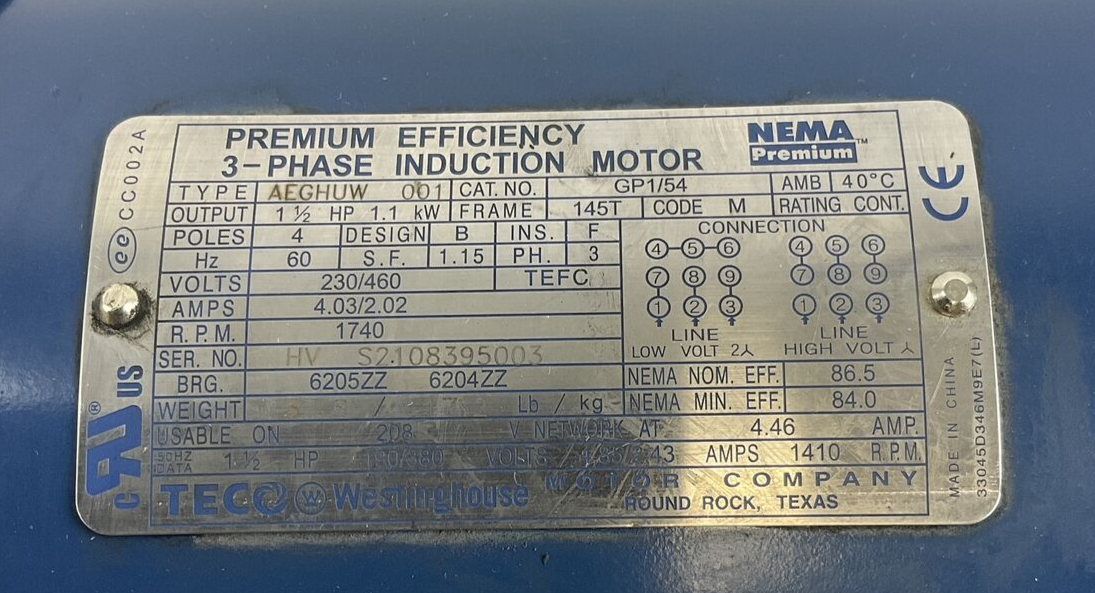 PREMIUM EFFICIENCY
3-PHASE INDUCTION MOTOR
NEMA™
Premium
TYPE AEGHUW 001 CAT. NO. GP1/54 AMB 40°C
OUTPUT 1 ½ HP 1.1 kW FRAME 145T CODE M RATING CONT.
POLES 4 DESIGN B INS. F
Hz 60 S.F. 1.15 PH. 3
VOLTS 230/460 TEFC
AMPS 4.03/2.02
R.P.M. 1740
SER. NO. HV S2108395003
BRG. 6205ZZ 6204ZZ
WEIGHT / Lb / kg
CONNECTION
4 5 6 4 5 6
7 8 9 7 8 9
1 2 3 1 2 3
LINE LINE
LOW VOLT 2⅄ HIGH VOLT ⅄
NEMA NOM. EFF. 86.5
NEMA MIN. EFF. 84.0
USABLE ON 208 V NETWORK AT 4.46 AMP.
50HZ DATA 1 ½ HP 190/380 VOLTS AMPS 1410 R.P.M.
TECO W Westinghouse MOTOR COMPANY
ROUND ROCK, TEXAS
ee CC002A
c UR® US
CE
MADE IN CHINA
33045D346M9E7(L)